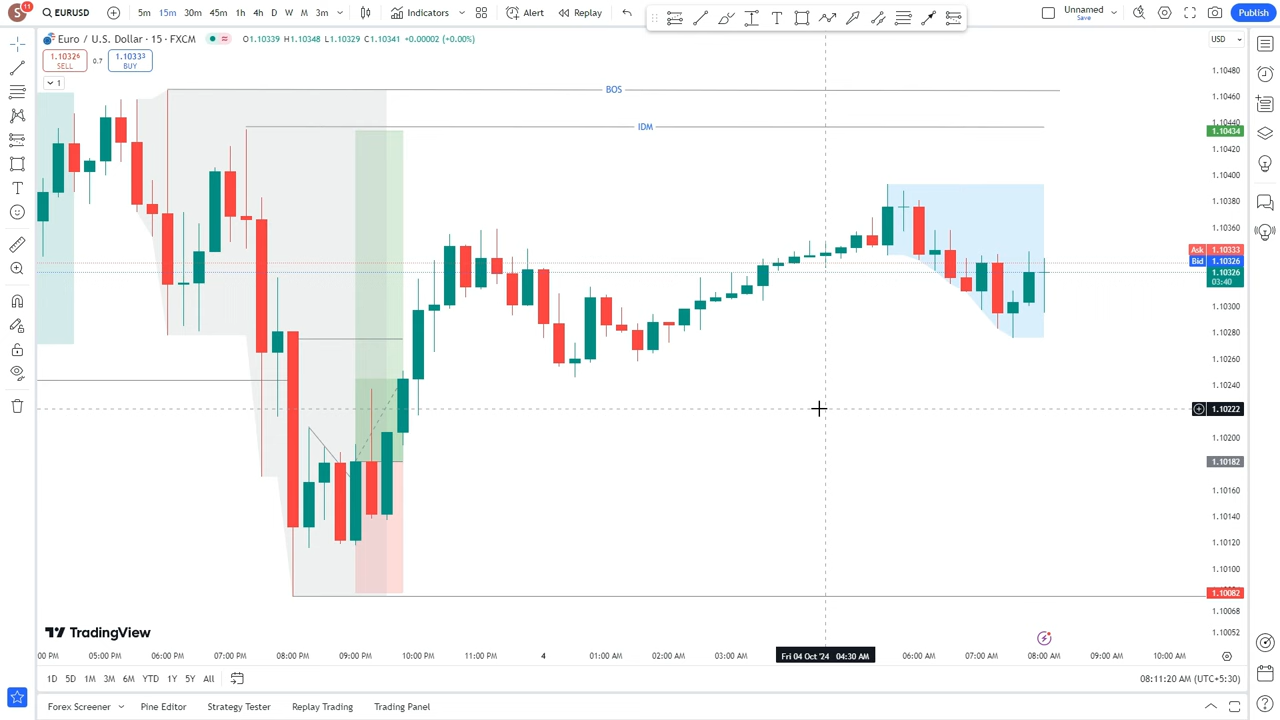 S 11 EURUSD 5m 15m 30m 45m 1h 4h D W M 3m Indicators Alert Replay T Unnamed Save Publish
Euro / U.S. Dollar · 15 · FXCM O1.10339 H1.10348 L1.10329 C1.10341 +0.00002 (+0.00%) USD
1.10326 SELL 0.7 1.10333 BUY
1
BOS
IDM
1.10480
1.10460
1.10440
1.10434
1.10420
1.10400
1.10380
1.10360
Ask 1.10333
Bid 1.10326
1.10326
03:40
1.10300
1.10280
1.10260
1.10240
1.10222
1.10200
1.10182
1.10160
1.10140
1.10120
1.10100
1.10082
1.10068
1.10052
TradingView
00 PM 05:00 PM 06:00 PM 07:00 PM 08:00 PM 09:00 PM 10:00 PM 11:00 PM 4 01:00 AM 02:00 AM 03:00 AM Fri 04 Oct '24 04:30 AM 06:00 AM 07:00 AM 08:00 AM 09:00 AM 10:00 AM
1D 5D 1M 3M 6M YTD 1Y 5Y All 08:11:20 AM (UTC+5:30)
Forex Screener Pine Editor Strategy Tester Replay Trading Trading Panel